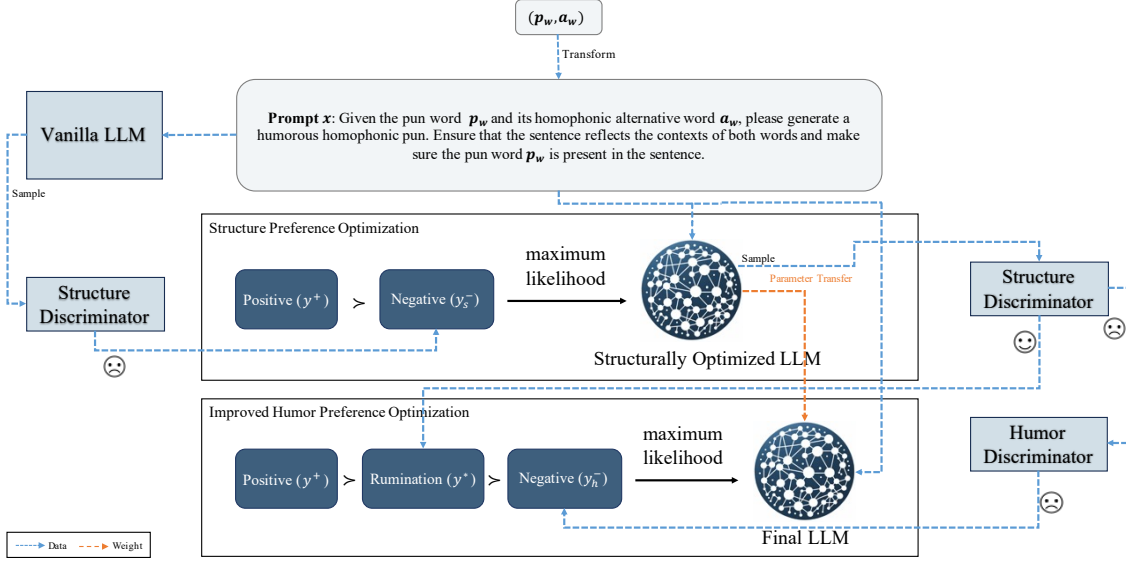 (p_w, a_w)
Transform
Prompt x: Given the pun word p_w and its homophonic alternative word a_w, please generate a
humorous homophonic pun. Ensure that the sentence reflects the contexts of both words and make
sure the pun word p_w is present in the sentence.
Vanilla LLM
Sample
Structure
Discriminator
Structure Preference Optimization
Positive (y⁺)
≻
Negative (y_s⁻)
maximum
likelihood
Structurally Optimized LLM
Sample
Parameter Transfer
Structure
Discriminator
Improved Humor Preference Optimization
Positive (y⁺)
≻
Rumination (y*)
≻
Negative (y_h⁻)
maximum
likelihood
Final LLM
Humor
Discriminator
Data
Weight